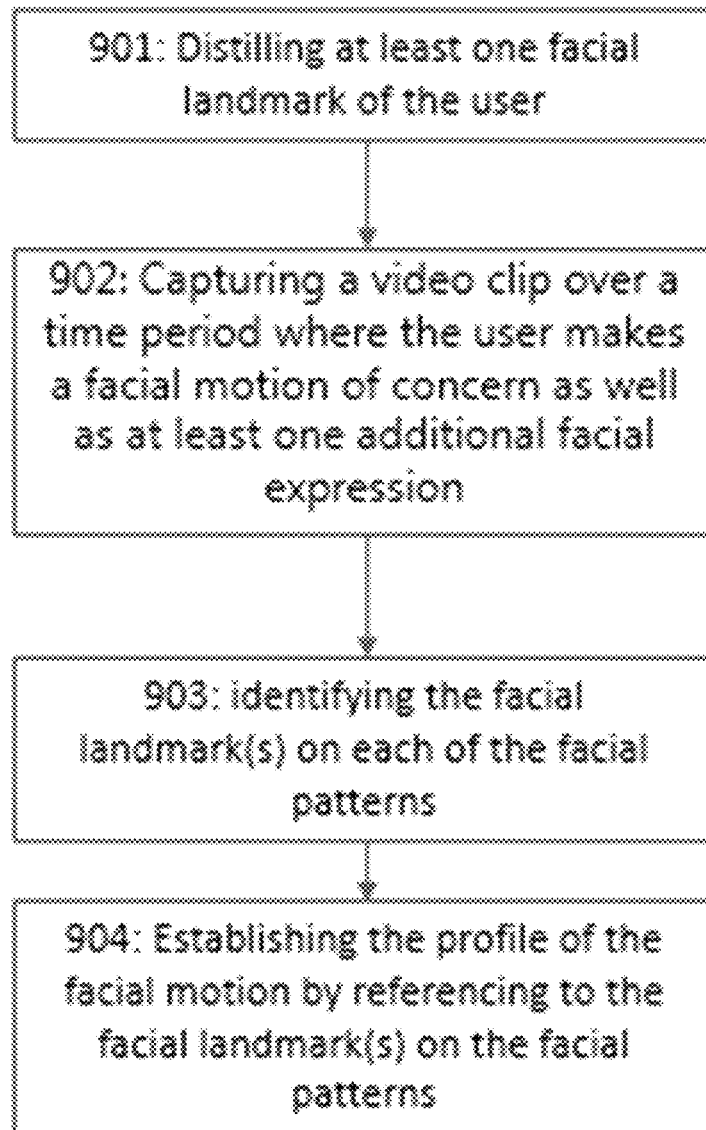 901: Distilling at least one facial
landmark of the user
902: Capturing a video clip over a
time period where the user makes
a facial motion of concern as well
as at least one additional facial
expression
903: identifying the facial
landmark(s) on each of the facial
patterns
904: Establishing the profile of the
facial motion by referencing to the
facial landmark(s) on the facial
patterns